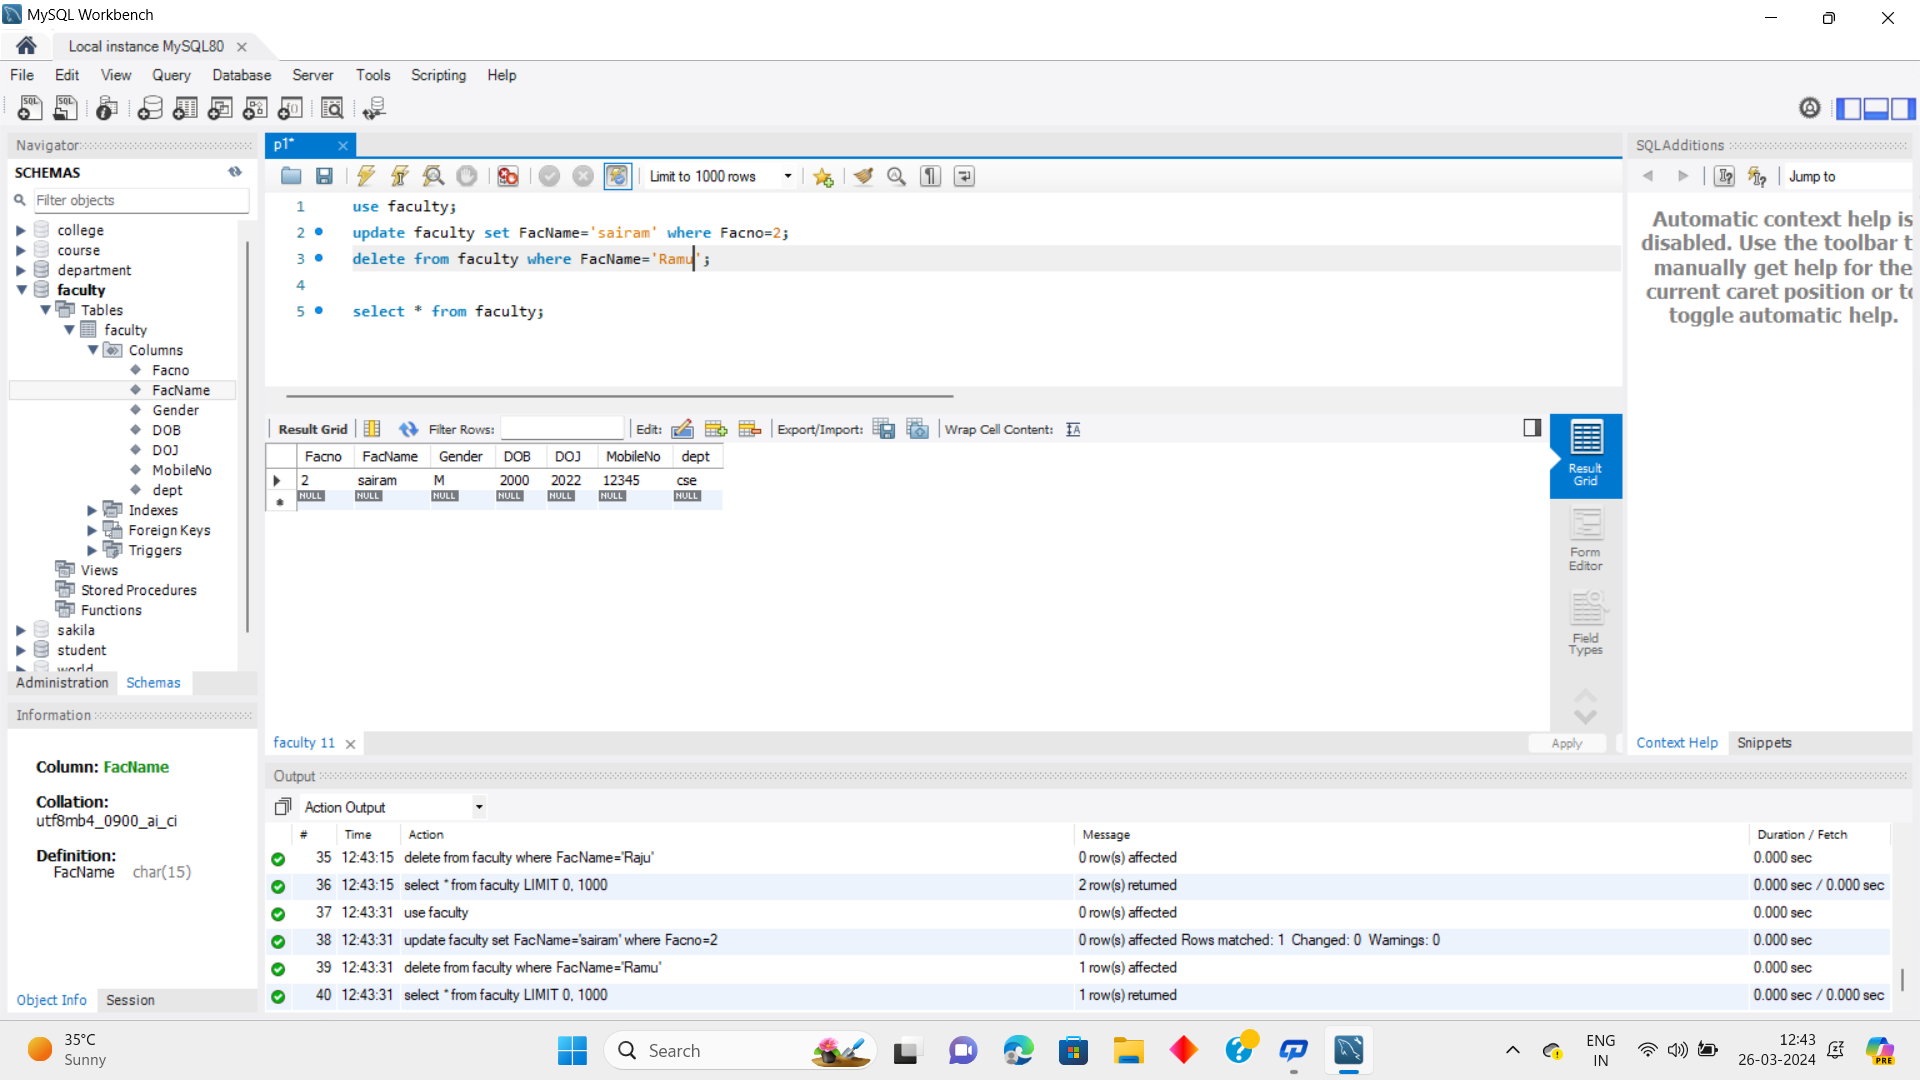 MySQL Workbench
Local instance MySQL80
File Edit View Query Database Server Tools Scripting Help
Navigator
SCHEMAS
Filter objects
college
course
department
faculty
Tables
faculty
Columns
Facno
FacName
Gender
DOB
DOJ
MobileNo
dept
Indexes
Foreign Keys
Triggers
Views
Stored Procedures
Functions
sakila
student
world
Administration Schemas
Information
Column: FacName
Collation:
utf8mb4_0900_ai_ci
Definition:
FacName char(15)
Object Info Session
p1*
Limit to 1000 rows
1 use faculty;
2 update faculty set FacName='sairam' where Facno=2;
3 delete from faculty where FacName='Ramu';
4
5 select * from faculty;
Result Grid Filter Rows: Edit: Export/Import: Wrap Cell Content:
Facno FacName Gender DOB DOJ MobileNo dept
2 sairam M 2000 2022 12345 cse
NULL NULL NULL NULL NULL NULL NULL
Result
Grid
Form
Editor
Field
Types
faculty 11
Apply
SQLAdditions
Jump to
Automatic context help is
disabled. Use the toolbar t
manually get help for the
current caret position or to
toggle automatic help.
Context Help Snippets
Output
Action Output
# Time Action Message Duration / Fetch
35 12:43:15 delete from faculty where FacName='Raju' 0 row(s) affected 0.000 sec
36 12:43:15 select * from faculty LIMIT 0, 1000 2 row(s) returned 0.000 sec / 0.000 sec
37 12:43:31 use faculty 0 row(s) affected 0.000 sec
38 12:43:31 update faculty set FacName='sairam' where Facno=2 0 row(s) affected Rows matched: 1 Changed: 0 Warnings: 0 0.000 sec
39 12:43:31 delete from faculty where FacName='Ramu' 1 row(s) affected 0.000 sec
40 12:43:31 select * from faculty LIMIT 0, 1000 1 row(s) returned 0.000 sec / 0.000 sec
35°C
Sunny
Search
ENG
IN
12:43
26-03-2024
PRE